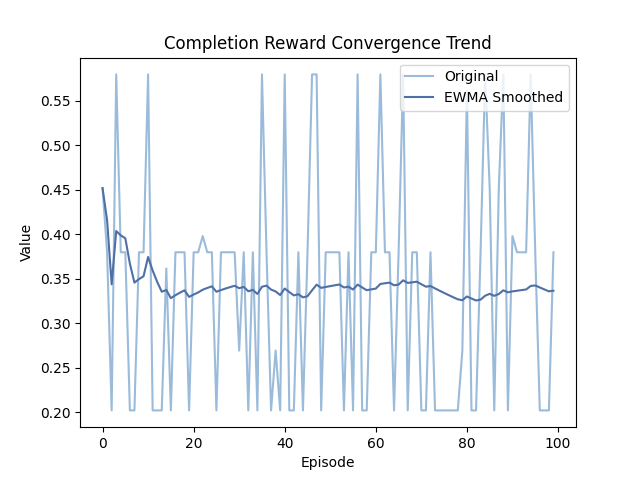 Completion Reward Convergence Trend
Original
EWMA Smoothed
Value
0.55
0.50
0.45
0.40
0.35
0.30
0.25
0.20
0 20 40 60 80 100
Episode